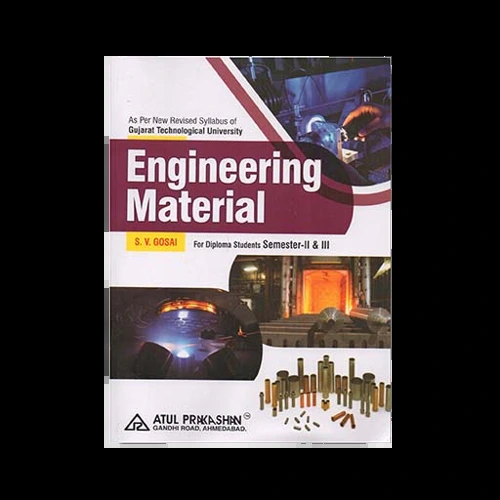 As Per New Revised Syllabus of
Gujarat Technological University
Engineering
Material
S. V. GOSAI
For Diploma Students Semester-II & III
ATUL PRAKASHAN™
GANDHI ROAD, AHMEDABAD.